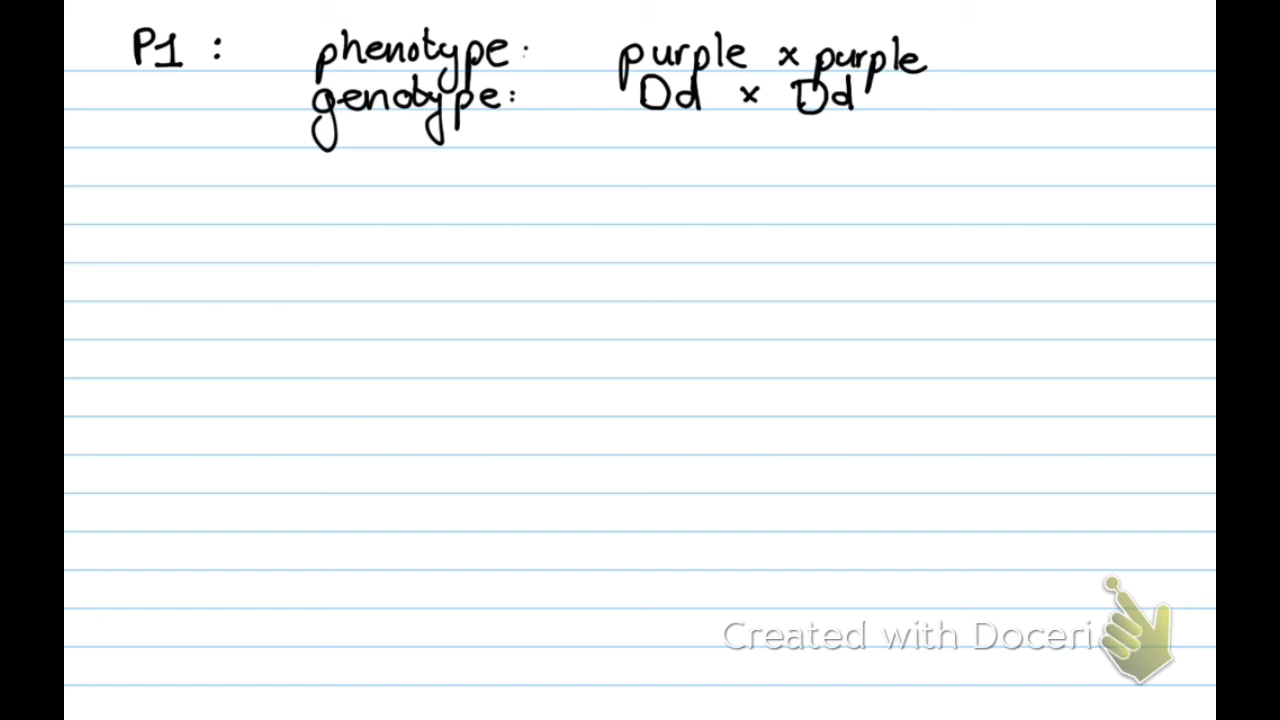 P1 : phenotype: purple x purple
genotype: Dd x Dd
Created with Doceri